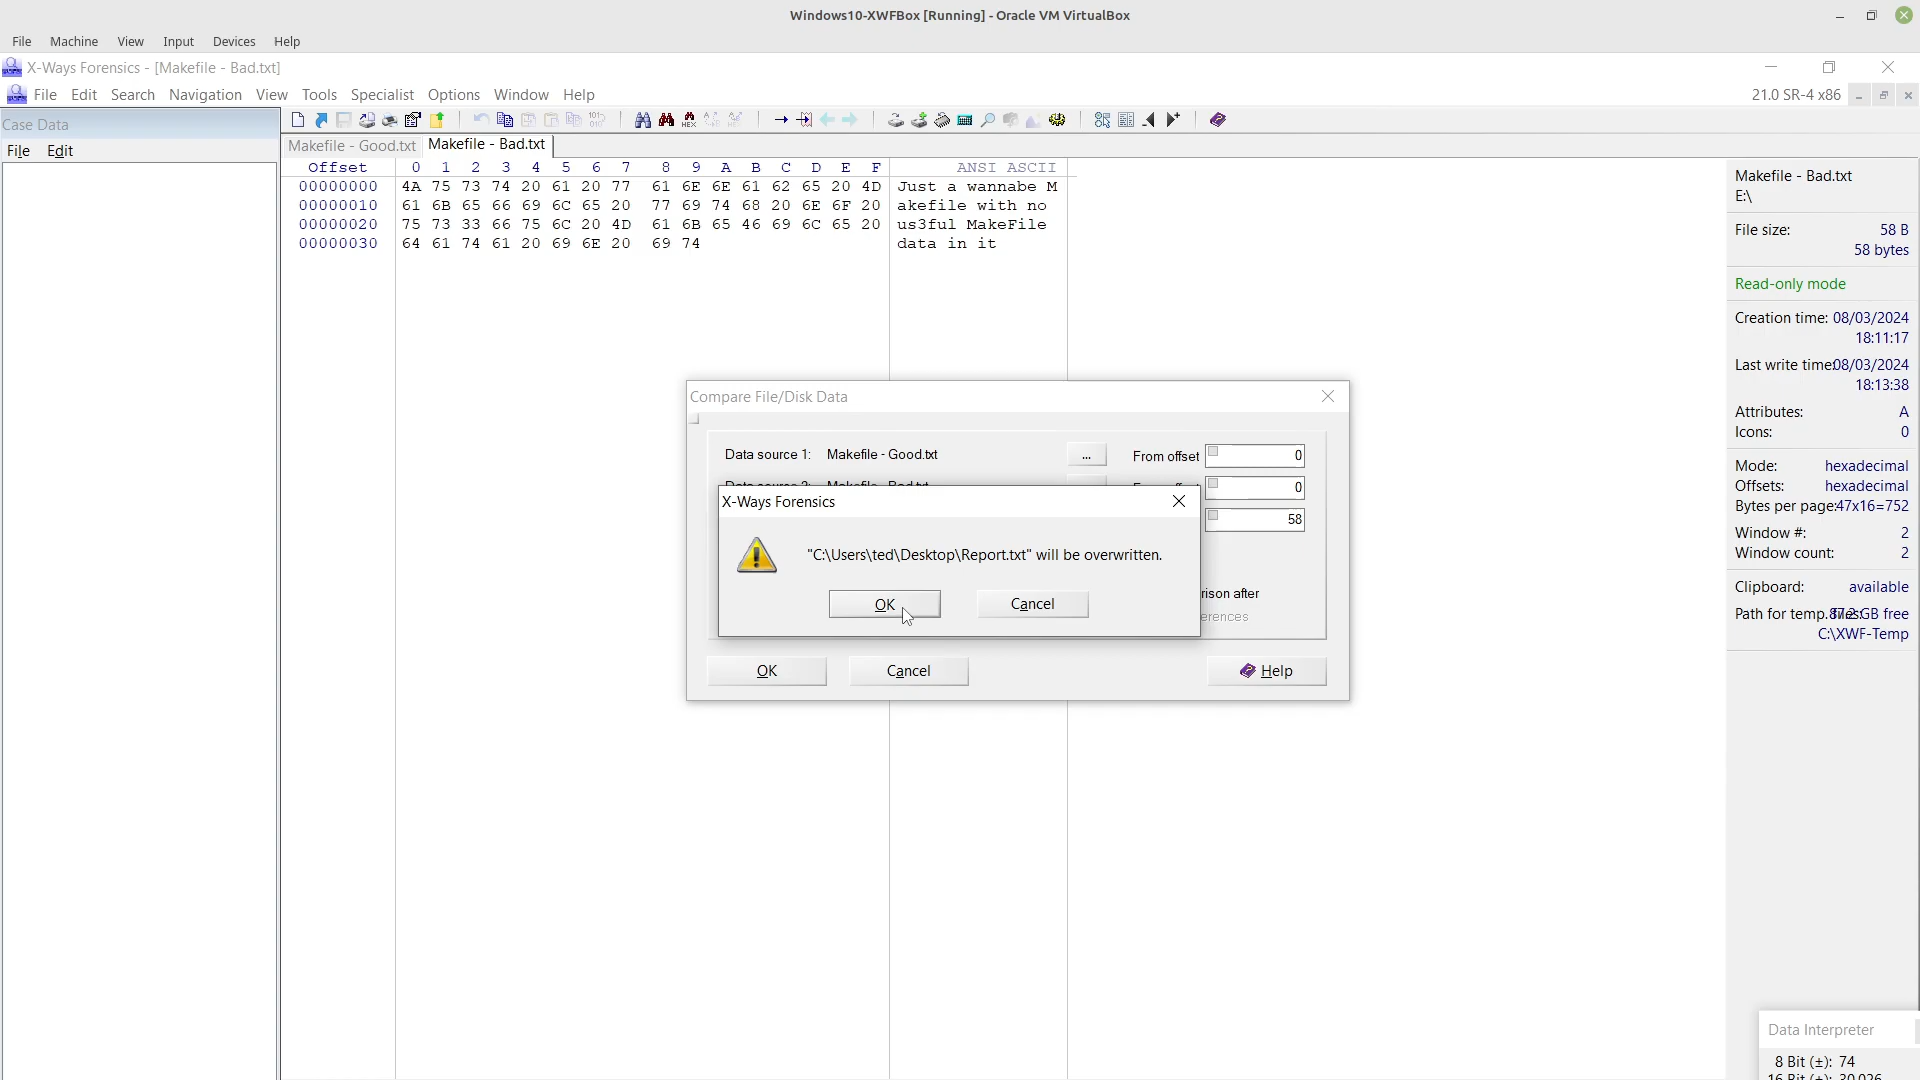 Windows10-XWFBox [Running] - Oracle VM VirtualBox
File Machine View Input Devices Help
X-Ways Forensics - [Makefile - Bad.txt]
File Edit Search Navigation View Tools Specialist Options Window Help
21.0 SR-4 x86
Case Data
File Edit
Makefile - Good.txt Makefile - Bad.txt
Offset 0 1 2 3 4 5 6 7 8 9 A B C D E F ANSI ASCII
00000000 4A 75 73 74 20 61 20 77 61 6E 6E 61 62 65 20 4D Just a wannabe M
00000010 61 6B 65 66 69 6C 65 20 77 69 74 68 20 6E 6F 20 akefile with no
00000020 75 73 33 66 75 6C 20 4D 61 6B 65 46 69 6C 65 20 us3ful MakeFile
00000030 64 61 74 61 20 69 6E 20 69 74 data in it
Compare File/Disk Data
Data source 1: Makefile - Good.txt ... From offset 0
0
58
X-Ways Forensics
"C:\Users\ted\Desktop\Report.txt" will be overwritten.
OK Cancel
rison after
erences
OK Cancel Help
Makefile - Bad.txt
E:\
File size: 58 B
58 bytes
Read-only mode
Creation time: 08/03/2024
18:11:17
Last write time:08/03/2024
18:13:38
Attributes: A
Icons: 0
Mode: hexadecimal
Offsets: hexadecimal
Bytes per page:47x16=752
Window #: 2
Window count: 2
Clipboard: available
Path for temp. files: 87.2 GB free
C:\XWF-Temp
Data Interpreter
8 Bit (±): 74